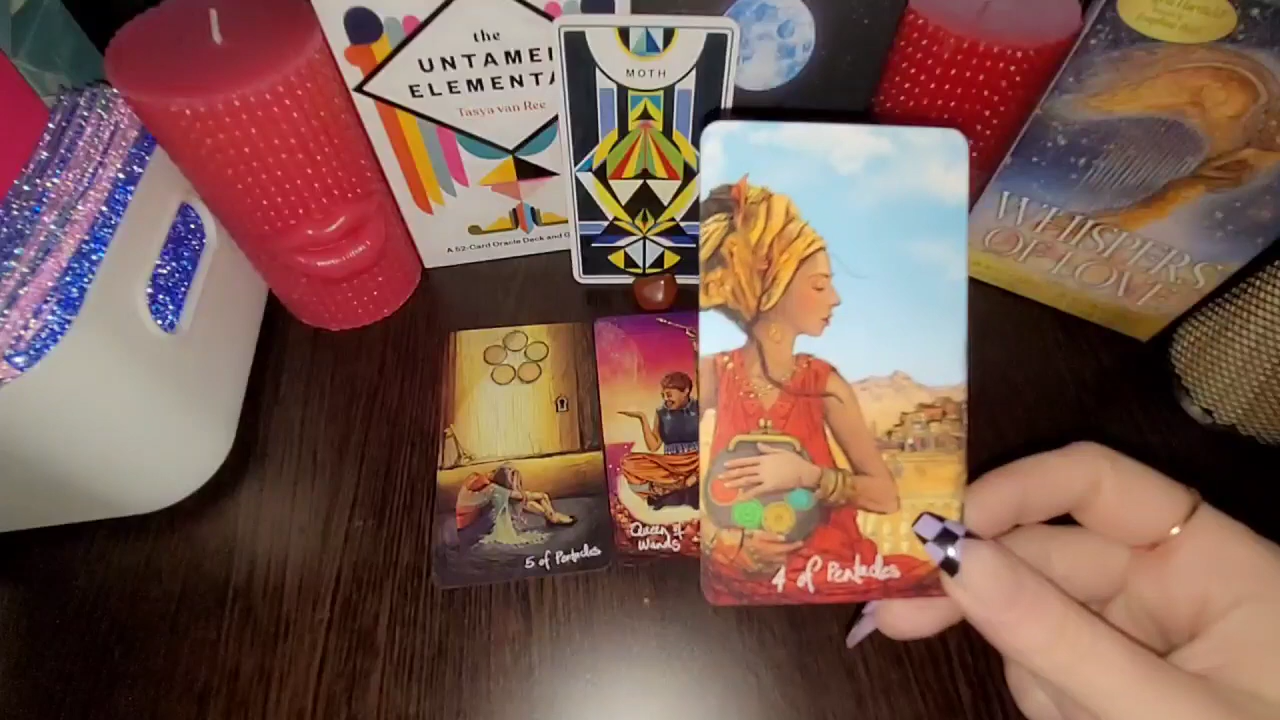 the
UNTAME
ELEMENTA
Tasya van Ree
A 52-Card Oracle Deck and G
MOTH
WHISPERS
OF LOVE
5 of Pentacles
Queen of
Wands
4 of Pentacles